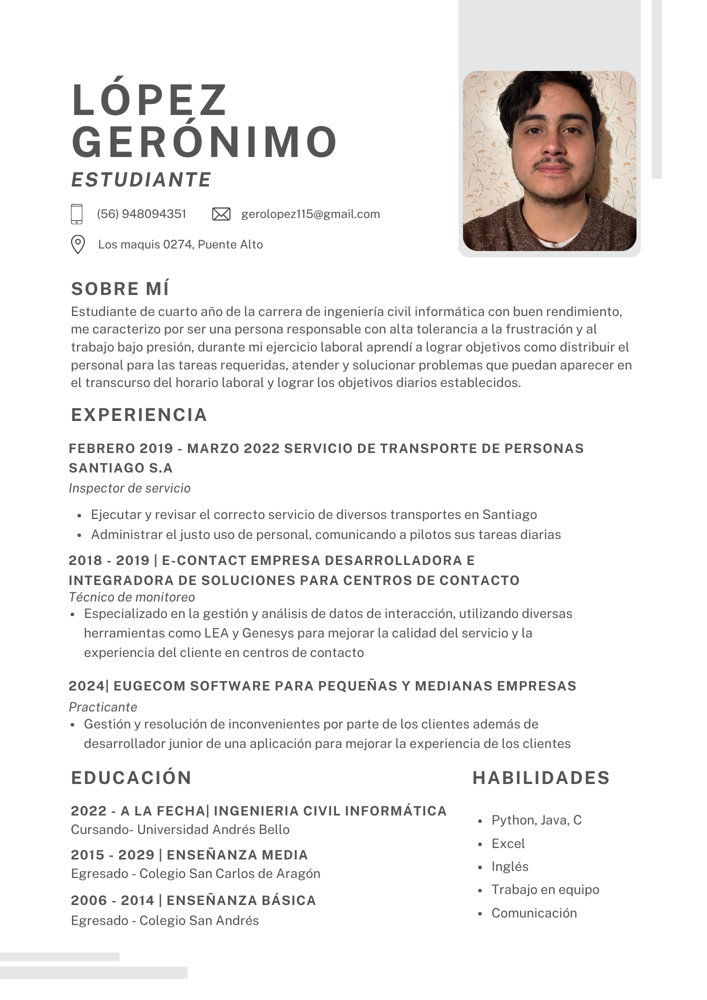 LÓPEZ
GERÓNIMO
ESTUDIANTE
(56) 948094351
gerolopez115@gmail.com
Los maquis 0274, Puente Alto
SOBRE MÍ
Estudiante de cuarto año de la carrera de ingeniería civil informática con buen rendimiento,
me caracterizo por ser una persona responsable con alta tolerancia a la frustración y al
trabajo bajo presión, durante mi ejercicio laboral aprendí a lograr objetivos como distribuir el
personal para las tareas requeridas, atender y solucionar problemas que puedan aparecer en
el transcurso del horario laboral y lograr los objetivos diarios establecidos.
EXPERIENCIA
FEBRERO 2019 - MARZO 2022 SERVICIO DE TRANSPORTE DE PERSONAS
SANTIAGO S.A
Inspector de servicio
• Ejecutar y revisar el correcto servicio de diversos transportes en Santiago
• Administrar el justo uso de personal, comunicando a pilotos sus tareas diarias
2018 - 2019 | E-CONTACT EMPRESA DESARROLLADORA E
INTEGRADORA DE SOLUCIONES PARA CENTROS DE CONTACTO
Técnico de monitoreo
• Especializado en la gestión y análisis de datos de interacción, utilizando diversas
herramientas como LEA y Genesys para mejorar la calidad del servicio y la
experiencia del cliente en centros de contacto
2024| EUGECOM SOFTWARE PARA PEQUEÑAS Y MEDIANAS EMPRESAS
Practicante
• Gestión y resolución de inconvenientes por parte de los clientes además de
desarrollador junior de una aplicación para mejorar la experiencia de los clientes
EDUCACIÓN
2022 - A LA FECHA| INGENIERIA CIVIL INFORMÁTICA
Cursando- Universidad Andrés Bello
2015 - 2029 | ENSEÑANZA MEDIA
Egresado - Colegio San Carlos de Aragón
2006 - 2014 | ENSEÑANZA BÁSICA
Egresado - Colegio San Andrés
HABILIDADES
• Python, Java, C
• Excel
• Inglés
• Trabajo en equipo
• Comunicación